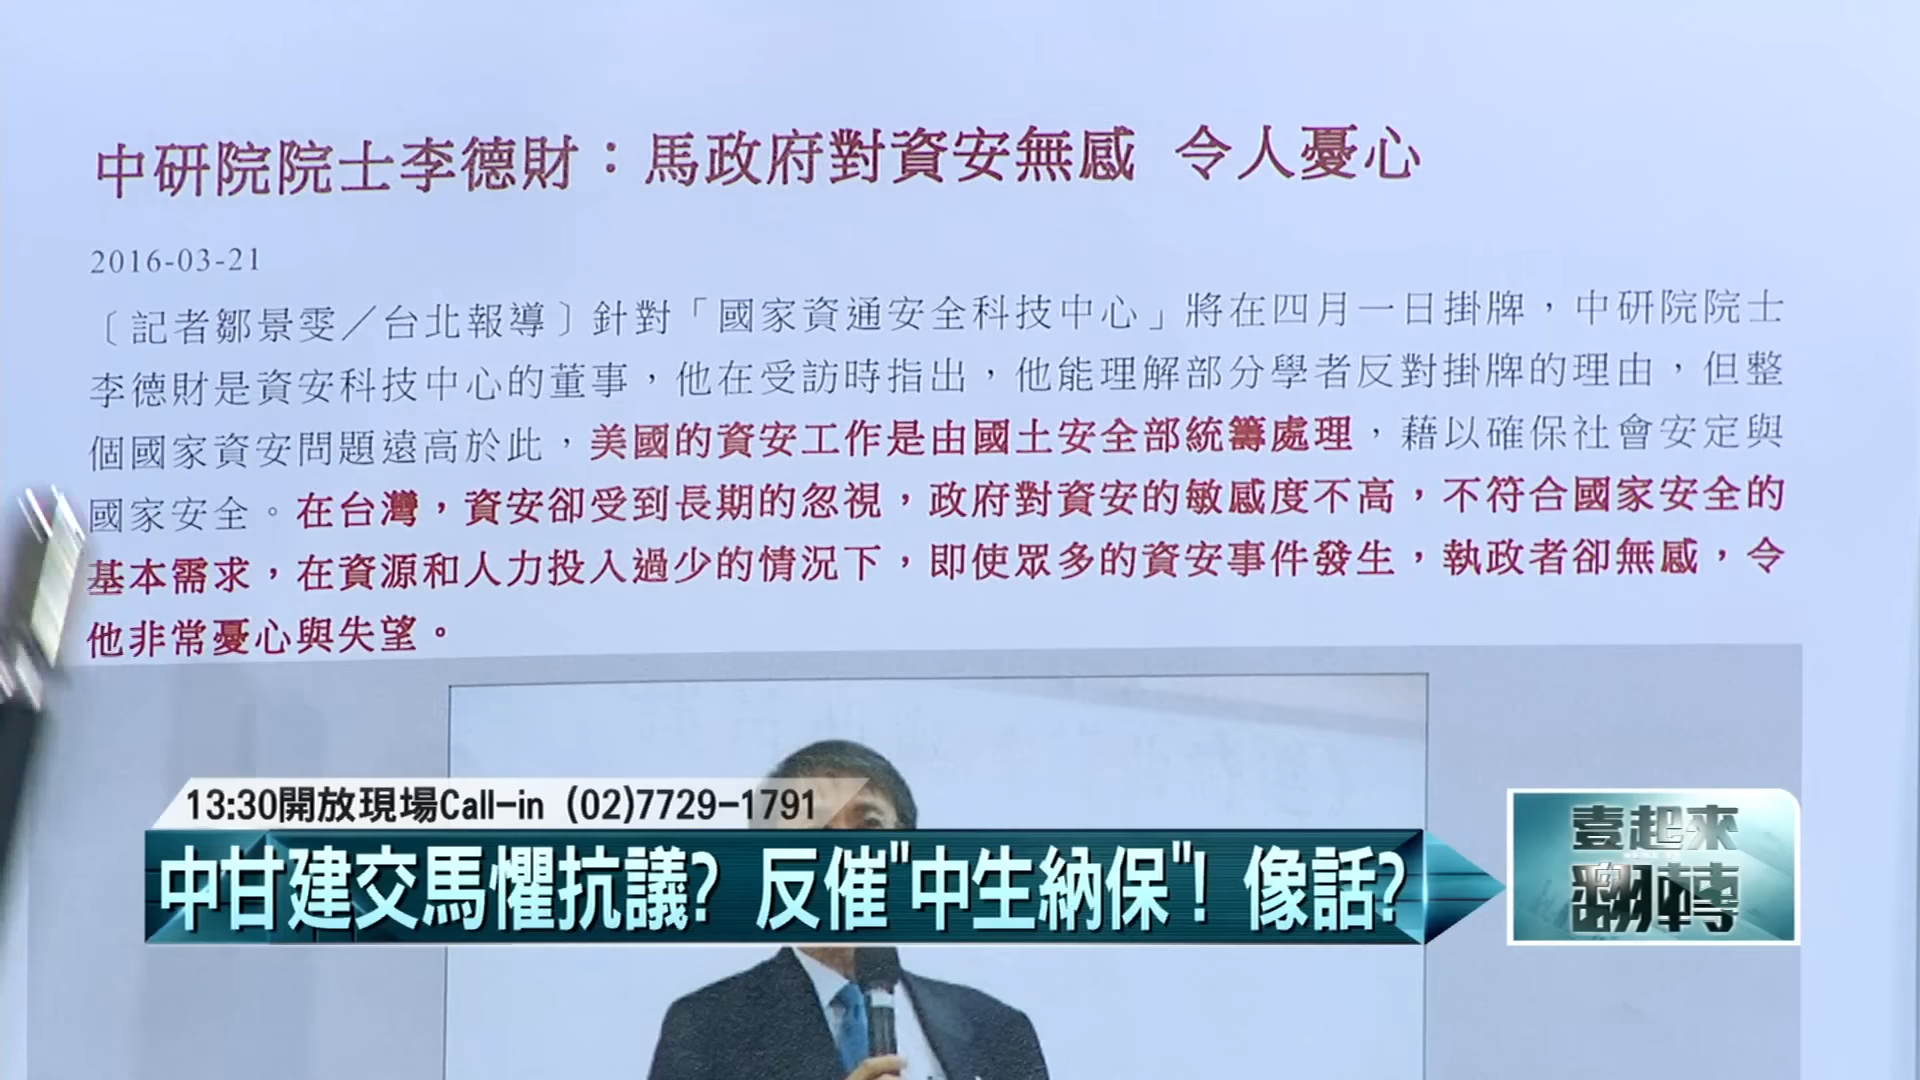 中研院院士李德財：馬政府對資安無感 令人憂心
2016-03-21
〔記者鄒景雯／台北報導〕針對「國家資通安全科技中心」將在四月一日掛牌，中研院院士
李德財是資安科技中心的董事，他在受訪時指出，他能理解部分學者反對掛牌的理由，但整
個國家資安問題遠高於此，美國的資安工作是由國土安全部統籌處理，藉以確保社會安定與
國家安全。在台灣，資安卻受到長期的忽視，政府對資安的敏感度不高，不符合國家安全的
基本需求，在資源和人力投入過少的情況下，即使眾多的資安事件發生，執政者卻無感，令
他非常憂心與失望。
13:30開放現場Call-in (02)7729-1791
中甘建交馬懼抗議? 反催"中生納保"! 像話?
壹起來
翻轉